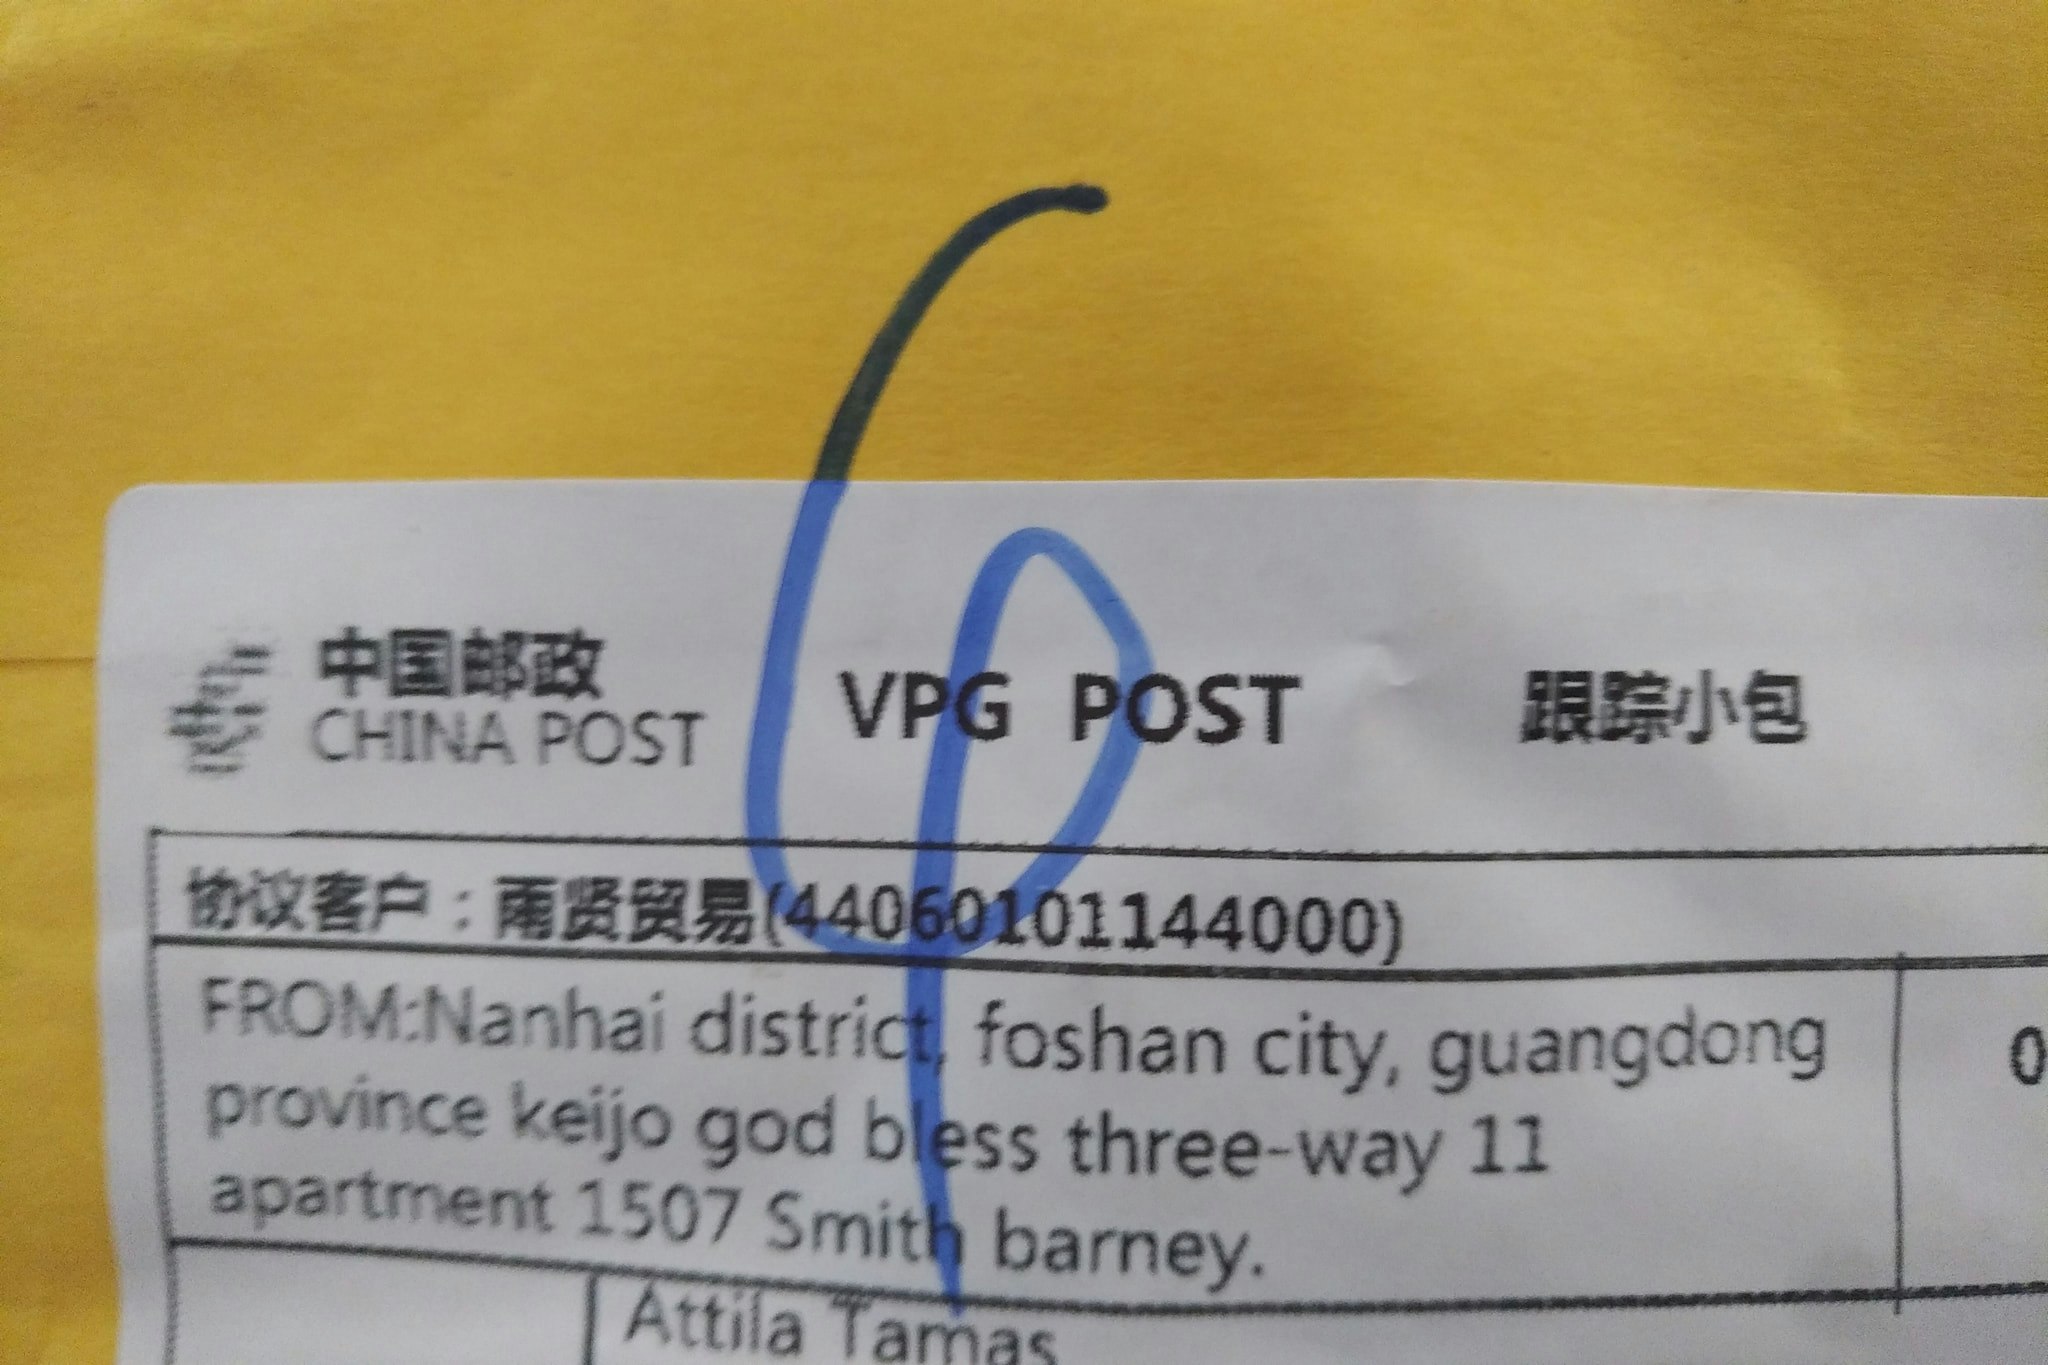 中国邮政
CHINA POST
VPG POST
跟踪小包
协议客户：雨贤贸易(44060101144000)
FROM:Nanhai district, foshan city, guangdong
province keijo god bless three-way 11
apartment 1507 Smith barney.
0
Attila Tamas